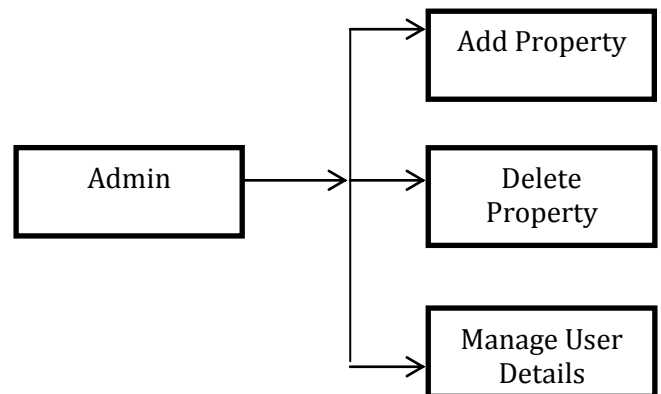 Add Property
Admin
Delete
Property
Manage User
Details